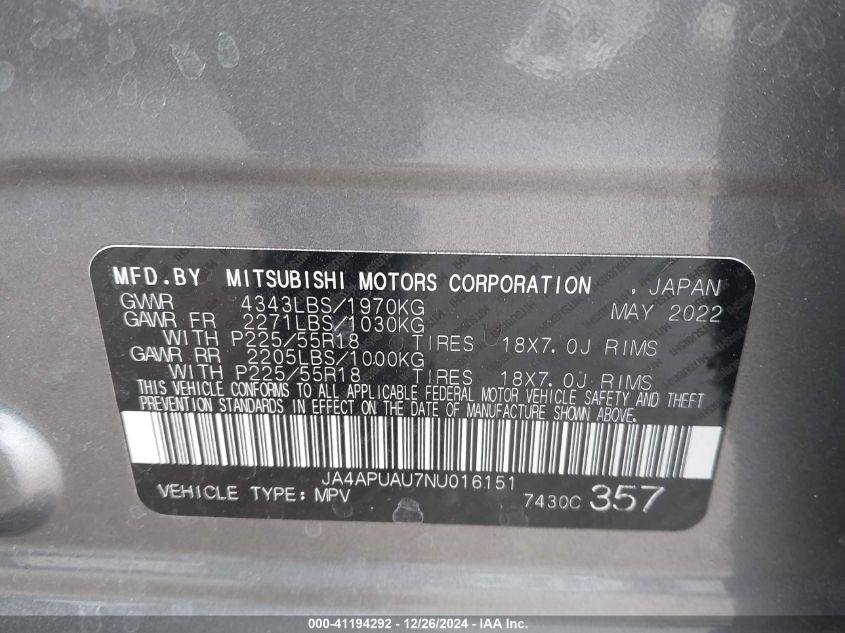 MFD.BY MITSUBISHI MOTORS CORPORATION , JAPAN
GVWR 4343LBS/1970KG MAY 2022
GAWR FR 2271LBS/1030KG
WITH P225/55R18 TIRES 18X7.0J RIMS
GAWR RR 2205LBS/1000KG
WITH P225/55R18 TIRES 18X7.0J RIMS
THIS VEHICLE CONFORMS TO ALL APPLICABLE FEDERAL MOTOR VEHICLE SAFETY AND THEFT
PREVENTION STANDARDS IN EFFECT ON THE DATE OF MANUFACTURE SHOWN ABOVE.
JA4APUAU7NU016151
VEHICLE TYPE: MPV 7430C 357
000-41194292 - 12/26/2024 - IAA Inc.